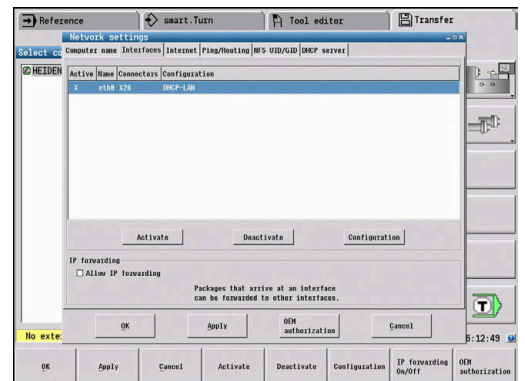 Reference
smart.Turn
Tool editor
Transfer
Network settings
Select co
Computer name Interfaces Internet Ping/Routing NFS UID/GID DHCP server
HEIDEN
Active Name Connectors Configuration
X eth0 X26 DHCP-LAN
Activate Deactivate Configuration
IP forwarding
Allow IP forwarding
Packages that arrive at an interface
can be forwarded to other interfaces.
OK Apply OEM authorization Cancel
No exte
5:12:49
OK Apply Cancel Activate Deactivate Configuration IP forwarding On/Off OEM authorization
T